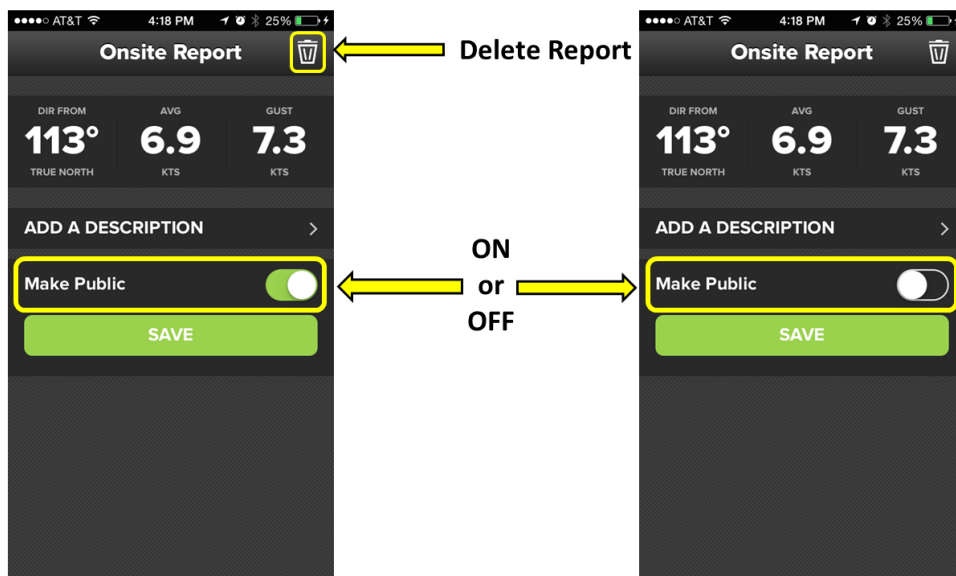 AT&T 4:18 PM 25%
Onsite Report
Delete Report
DIR FROM AVG GUST
113° 6.9 7.3
TRUE NORTH KTS KTS
ADD A DESCRIPTION
Make Public
SAVE
ON
or
OFF
AT&T 4:18 PM 25%
Onsite Report
DIR FROM AVG GUST
113° 6.9 7.3
TRUE NORTH KTS KTS
ADD A DESCRIPTION
Make Public
SAVE